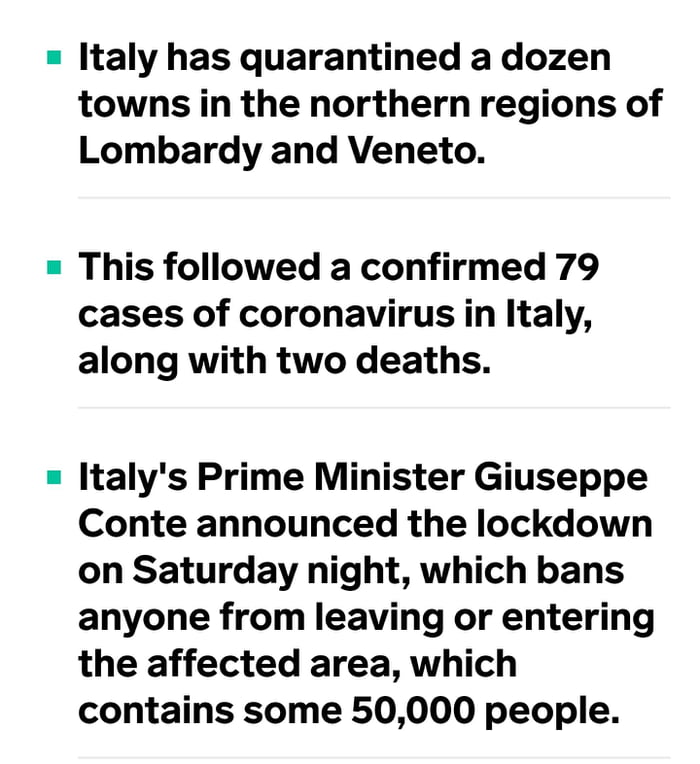 Italy has quarantined a dozen
towns in the northern regions of
Lombardy and Veneto.
This followed a confirmed 79
cases of coronavirus in Italy,
along with two deaths.
Italy's Prime Minister Giuseppe
Conte announced the lockdown
on Saturday night, which bans
anyone from leaving or entering
the affected area, which
contains some 50,000 people.